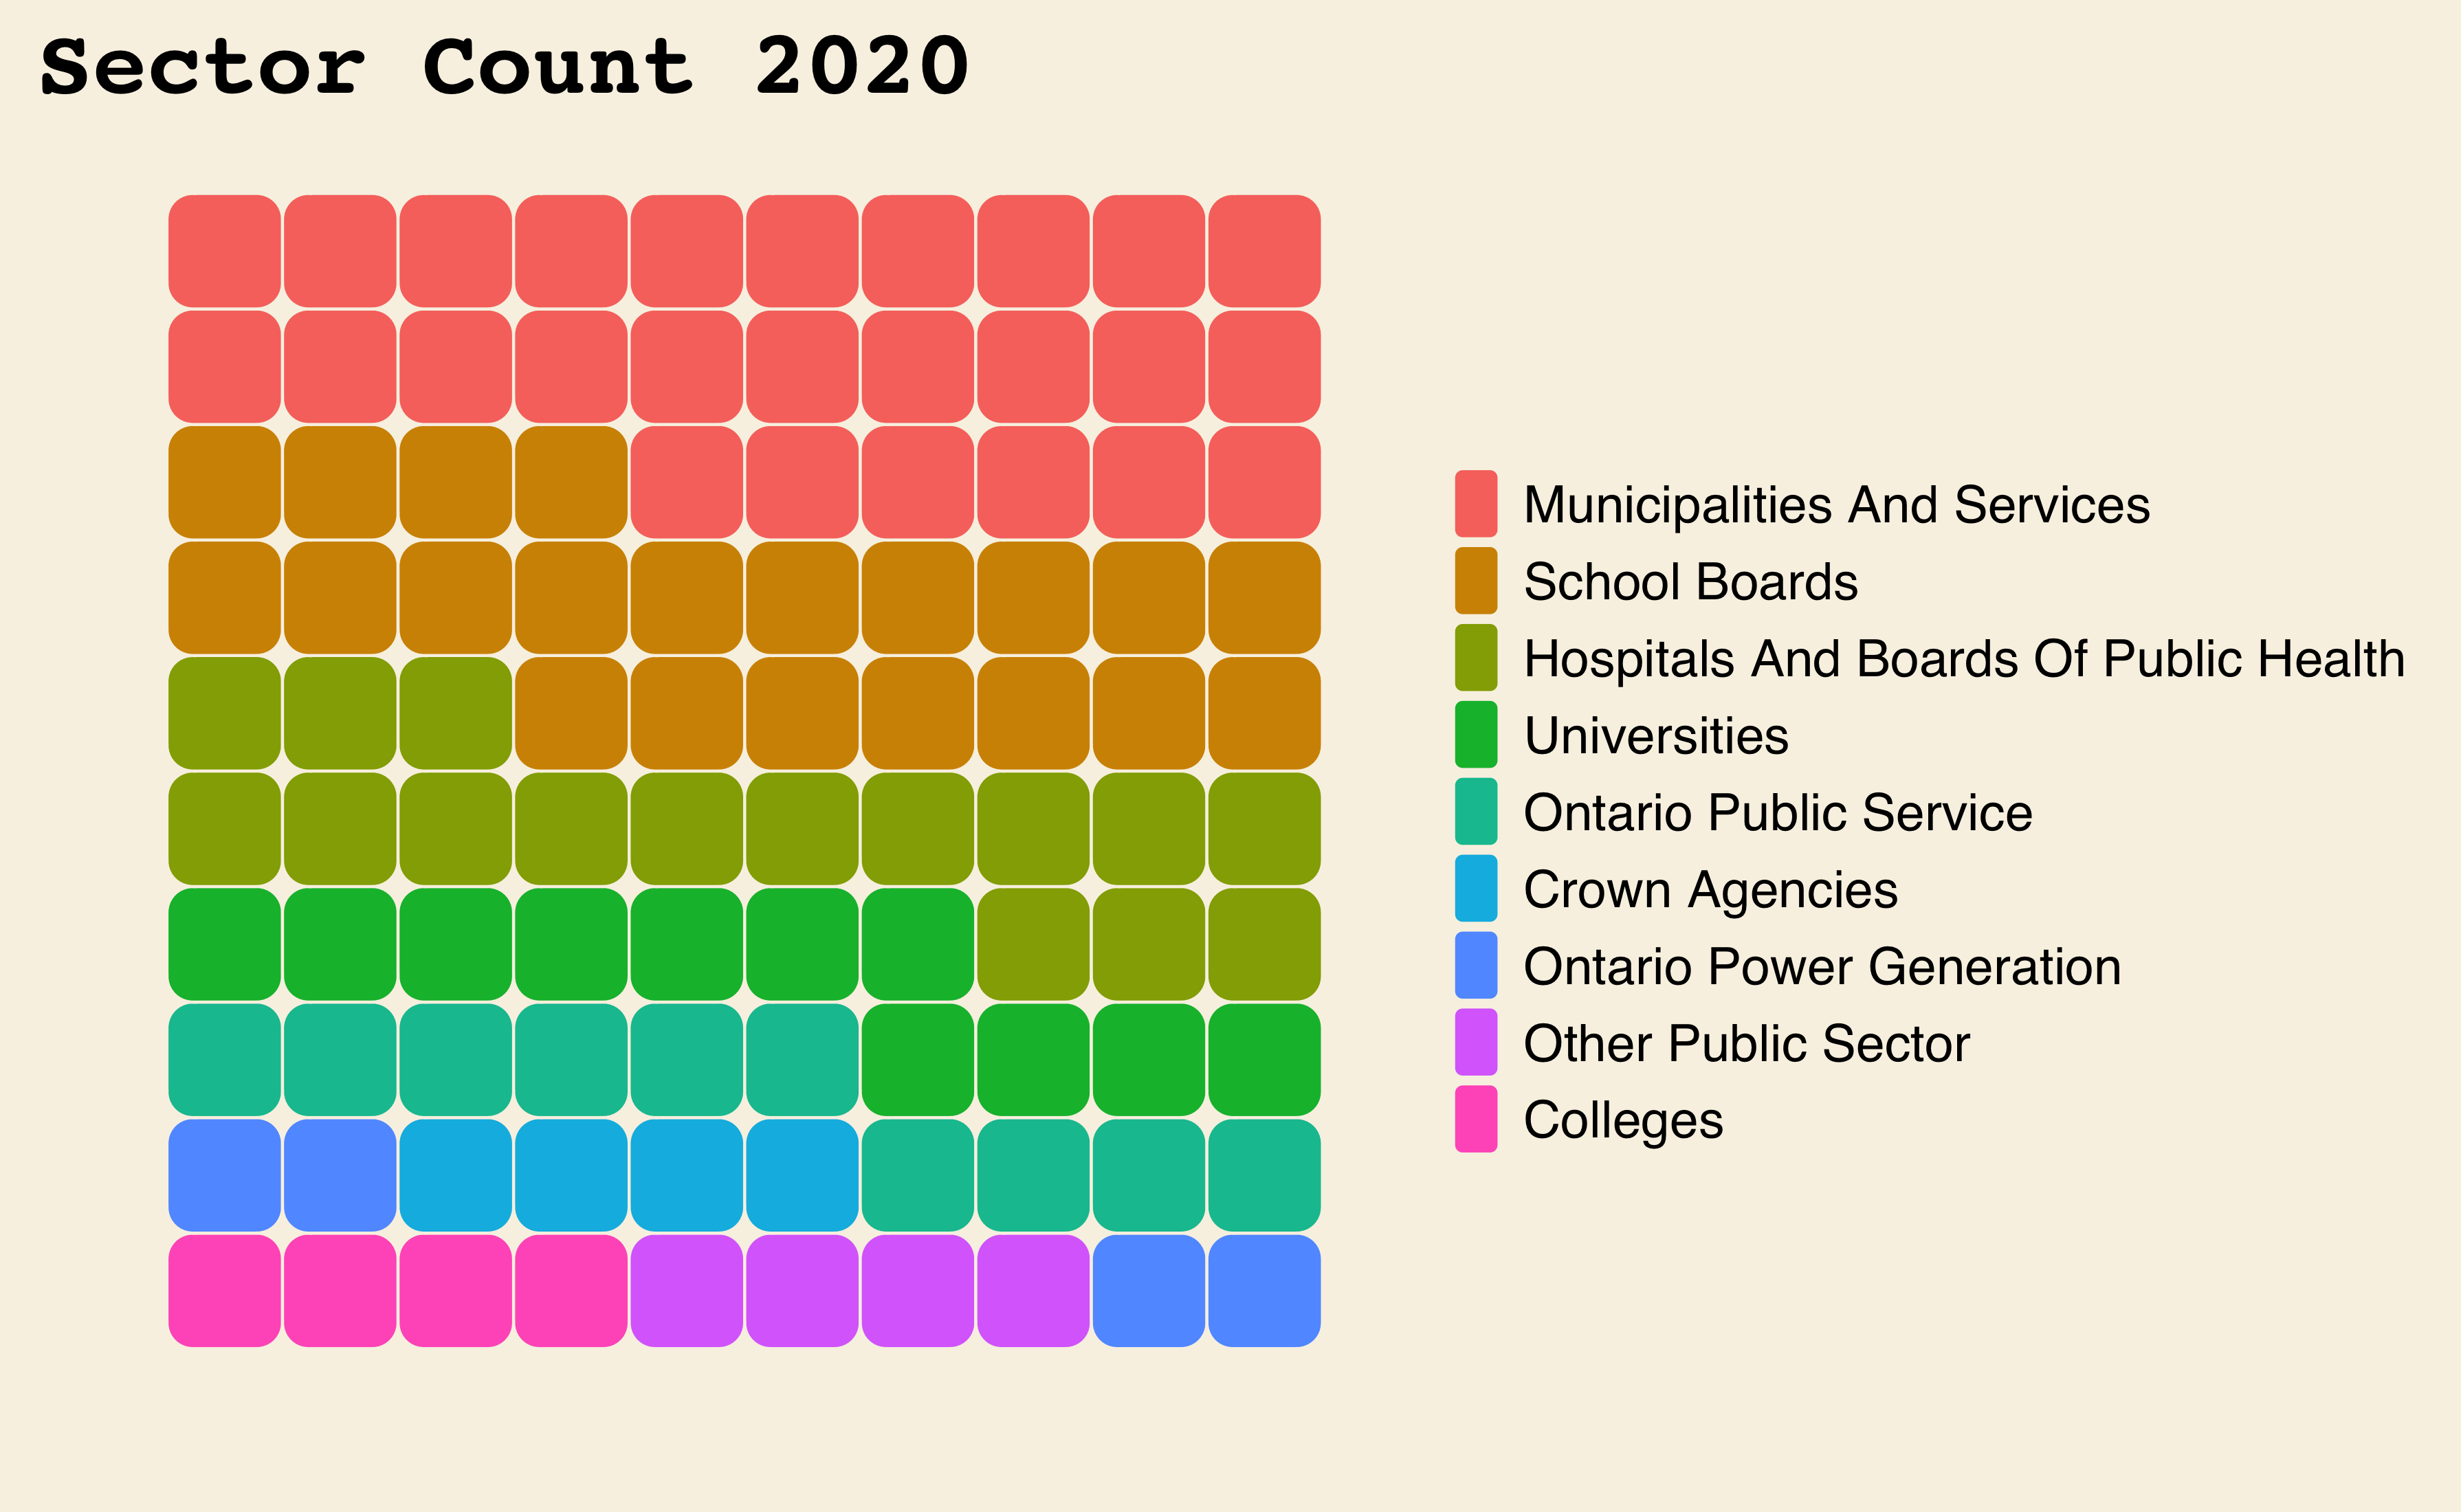 Sector Count 2020
Municipalities And Services
School Boards
Hospitals And Boards Of Public Health
Universities
Ontario Public Service
Crown Agencies
Ontario Power Generation
Other Public Sector
Colleges